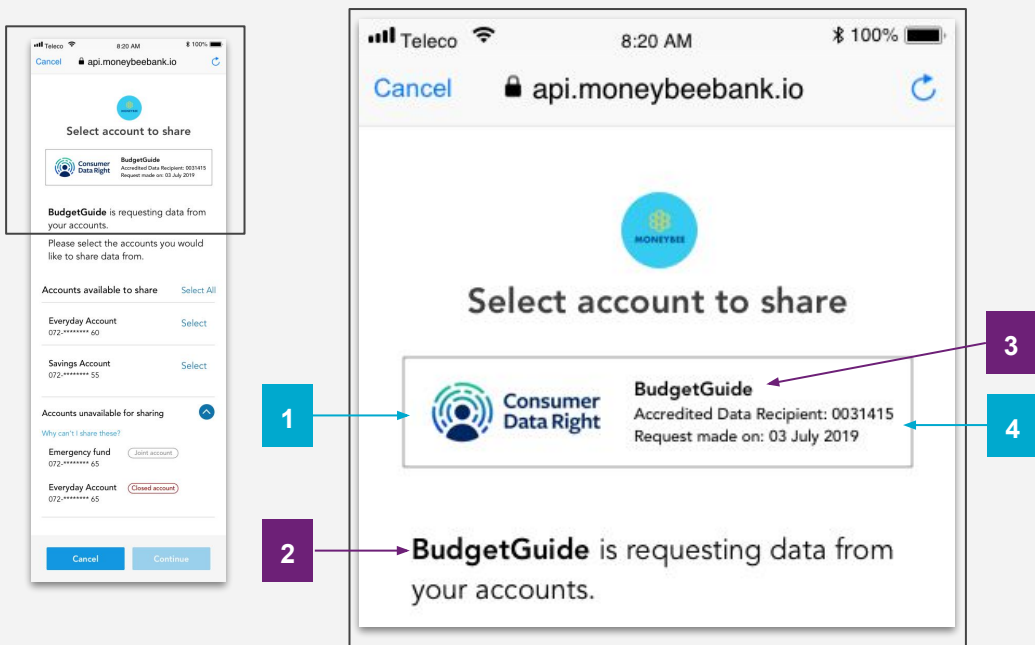 Teleco 8:20 AM 100%
Cancel api.moneybeebank.io
MONEYBEE
Select account to share
Consumer
Data Right
BudgetGuide
Accredited Data Recipient: 0031415
Request made on: 03 July 2019
BudgetGuide is requesting data from
your accounts.
Please select the accounts you would
like to share data from.
Accounts available to share Select All
Everyday Account Select
072-******** 60
Savings Account Select
072-******** 55
Accounts unavailable for sharing
Why can't I share these?
Emergency fund Joint account
072-******** 65
Everyday Account Closed account
072-******** 65
Cancel Continue
Teleco 8:20 AM 100%
Cancel api.moneybeebank.io
MONEYBEE
Select account to share
3
1
Consumer
Data Right
BudgetGuide
Accredited Data Recipient: 0031415
Request made on: 03 July 2019
4
2
BudgetGuide is requesting data from
your accounts.